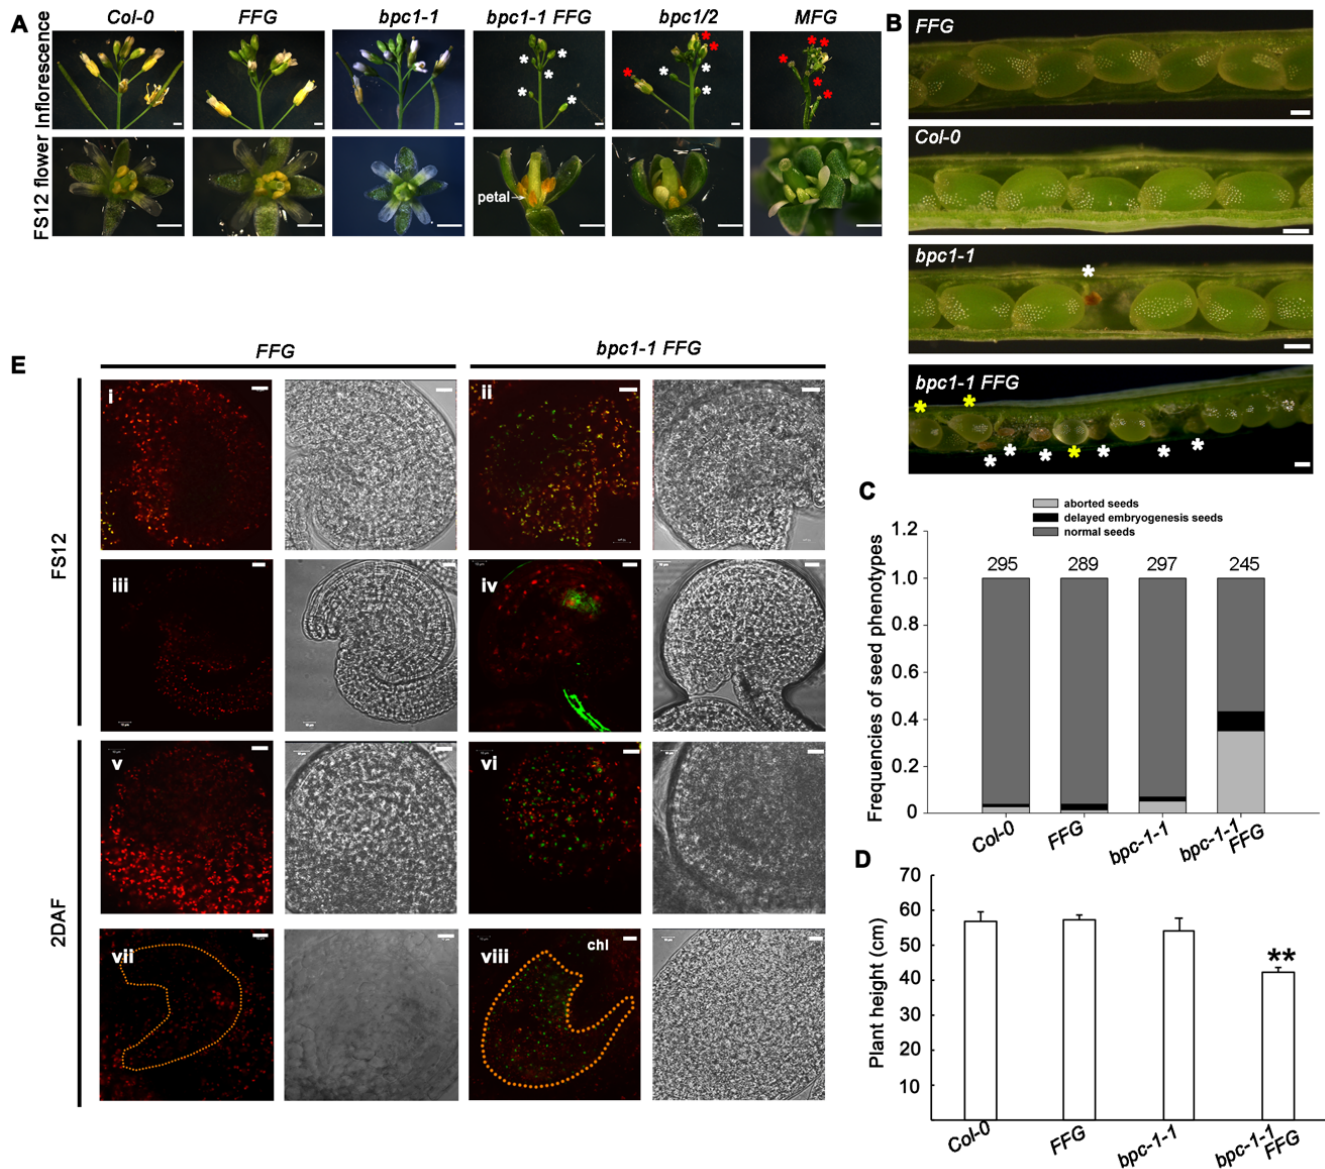 A
Col-0 FFG bpc1-1 bpc1-1 FFG bpc1/2 MFG
Inflorescence
FS12 flower
petal
B
FFG
Col-0
bpc1-1
bpc1-1 FFG
E
FFG bpc1-1 FFG
FS12
i ii
iii iv
2DAF
v vi
vii viii
chl
C
aborted seeds
delayed embryogenesis seeds
normal seeds
Frequencies of seed phenotypes
1.2
1.0
0.8
0.6
0.4
0.2
0
295 289 297 245
Col-0 FFG bpc-1-1 bpc-1-1 FFG
D
Plant height (cm)
70
60
50
40
30
20
10
**
Col-0 FFG bpc-1-1 bpc-1-1 FFG